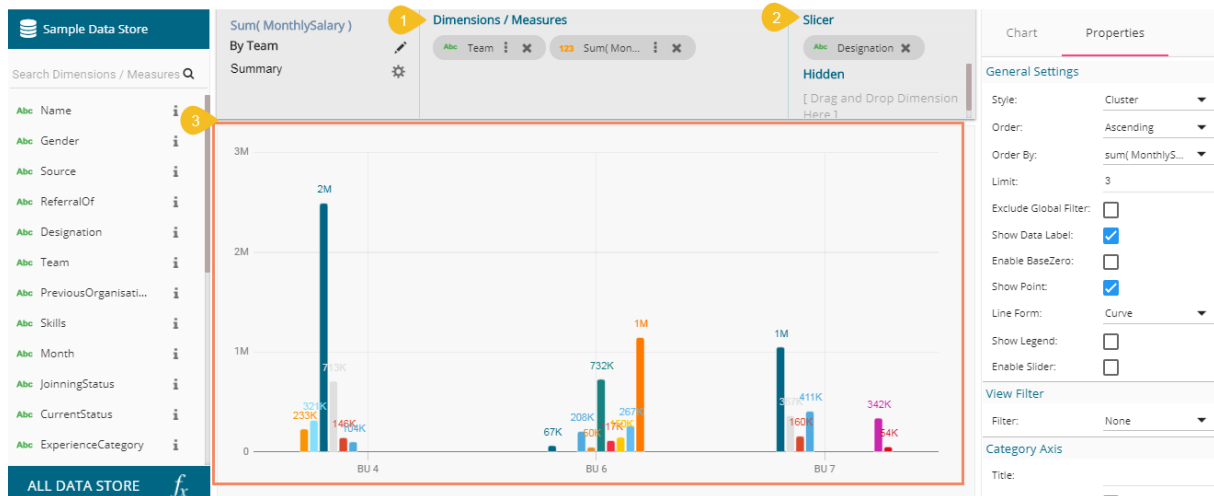 Sample Data Store
Search Dimensions / Measures
Abc Name i
Abc Gender i
Abc Source i
Abc ReferralOf i
Abc Designation i
Abc Team i
Abc PreviousOrganisati... i
Abc Skills i
Abc Month i
Abc JoinningStatus i
Abc CurrentStatus i
Abc ExperienceCategory i
ALL DATA STORE fx
Sum( MonthlySalary )
By Team
Summary
1
Dimensions / Measures
Abc Team
123 Sum( Mon...
2
Slicer
Abc Designation
Hidden
[ Drag and Drop Dimension
Here ]
3
3M
2M
1M
0
2M
713K
321K
233K
146K
104K
BU 4
1M
732K
208K
267K
67K
50K
BU 6
1M
411K
160K
342K
54K
BU 7
Chart Properties
General Settings
Style: Cluster
Order: Ascending
Order By: sum( MonthlyS...
Limit: 3
Exclude Global Filter:
Show Data Label:
Enable BaseZero:
Show Point:
Line Form: Curve
Show Legend:
Enable Slider:
View Filter
Filter: None
Category Axis
Title: